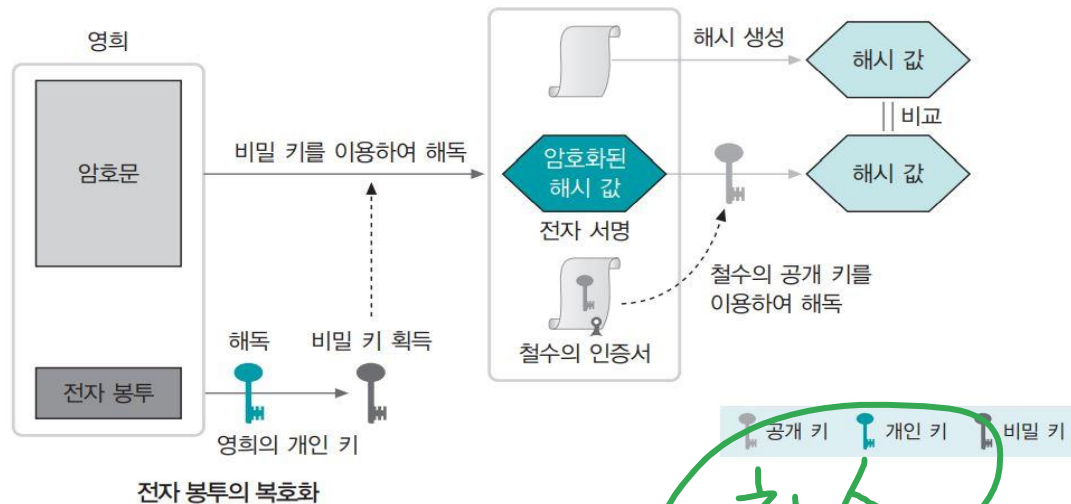 영희
암호문
비밀 키를 이용하여 해독
해독
비밀 키 획득
전자 봉투
영희의 개인 키
전자 봉투의 복호화
해시 생성
해시 값
비교
암호화된
해시 값
해시 값
전자 서명
철수의 공개 키를
이용하여 해독
철수의 인증서
공개 키
개인 키
비밀 키